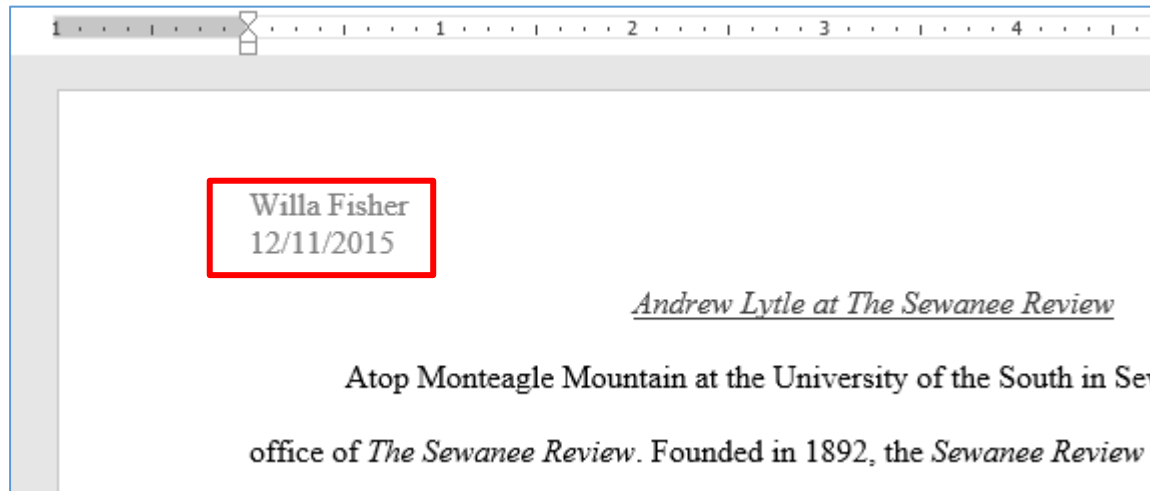 1 1 2 3 4
Willa Fisher
12/11/2015
Andrew Lytle at The Sewanee Review
Atop Monteagle Mountain at the University of the South in
office of The Sewanee Review. Founded in 1892, the Sewanee Review